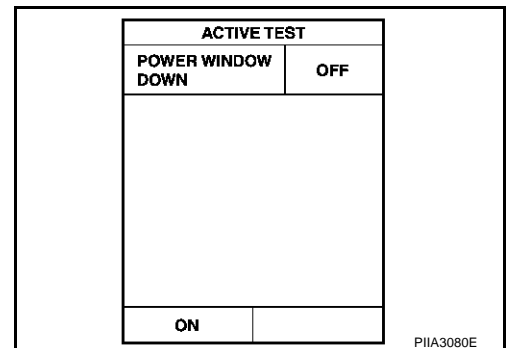 ACTIVE TEST
POWER WINDOW DOWN
OFF
ON
PIIA3080E